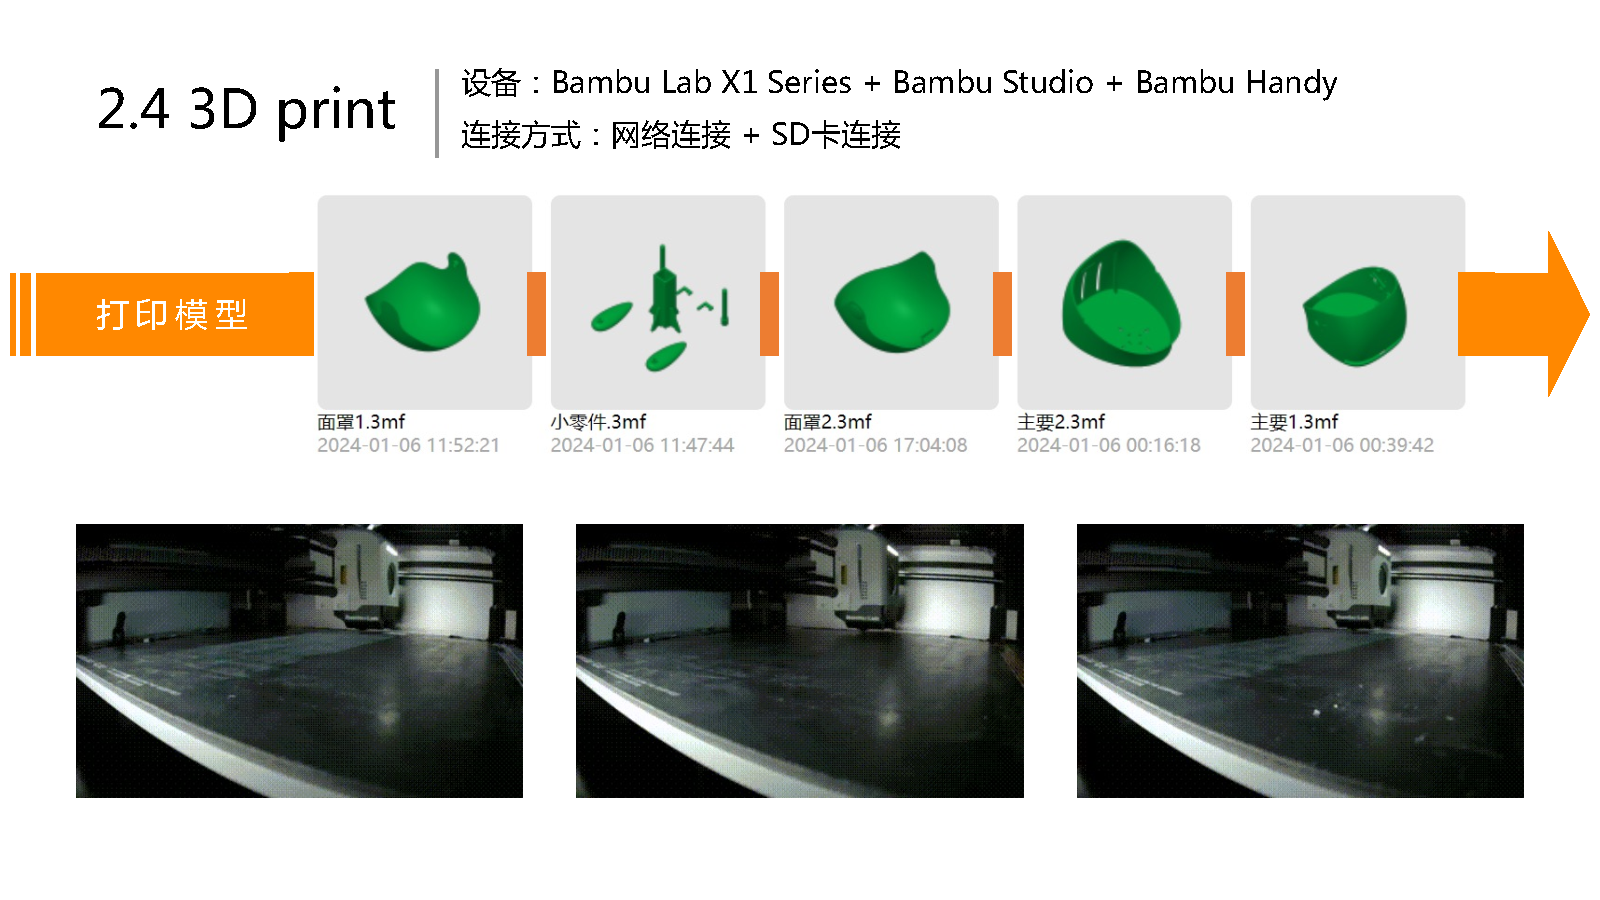 2.4 3D print
设备：Bambu Lab X1 Series + Bambu Studio + Bambu Handy
连接方式：网络连接 + SD卡连接
打印模型
面罩1.3mf
2024-01-06 11:52:21
小零件.3mf
2024-01-06 11:47:44
面罩2.3mf
2024-01-06 17:04:08
主要2.3mf
2024-01-06 00:16:18
主要1.3mf
2024-01-06 00:39:42